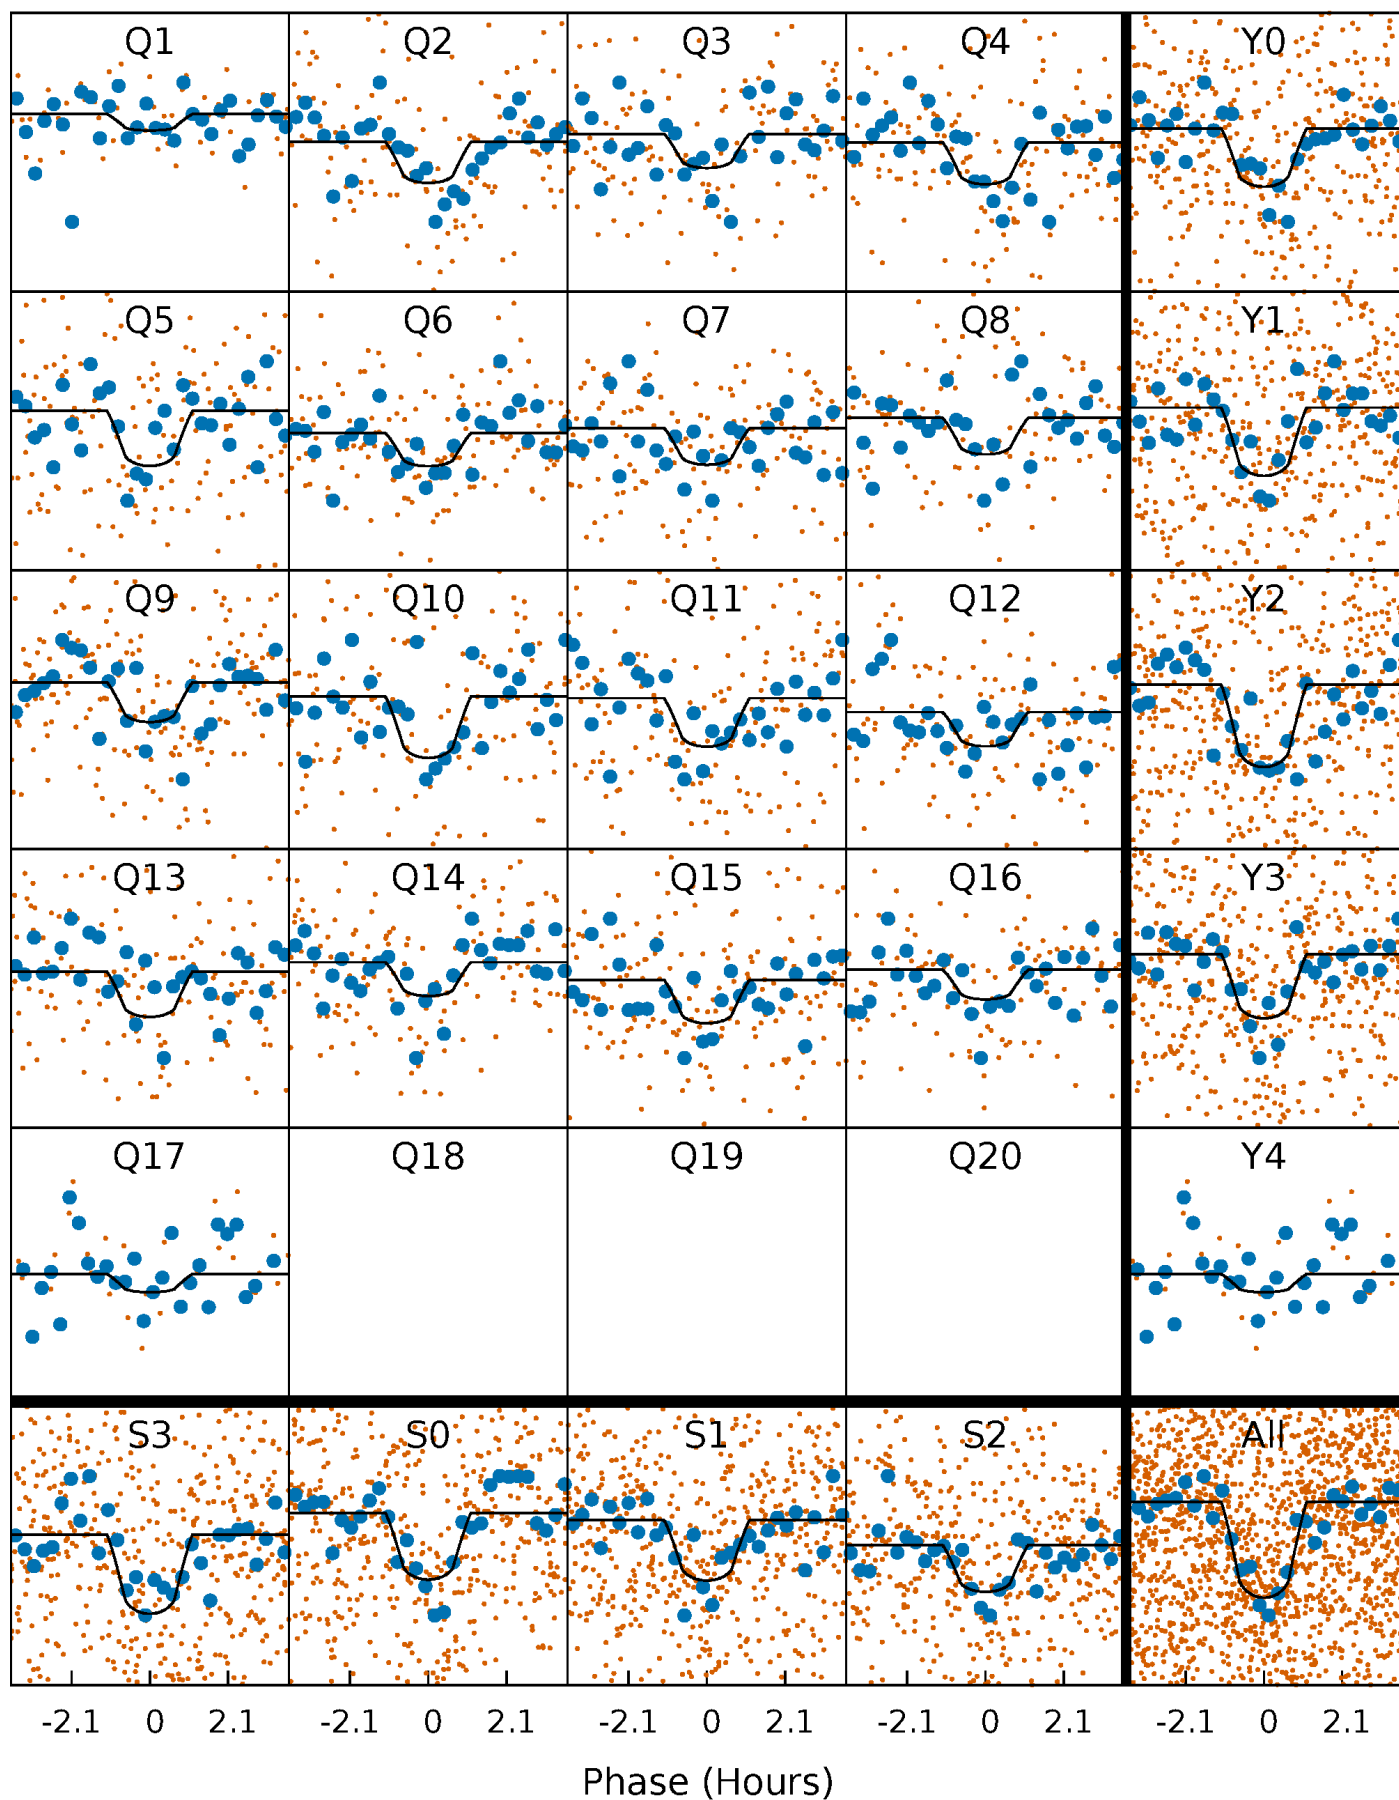 Q1 Q2 Q3 Q4 Y0
Q5 Q6 Q7 Q8 Y1
Q9 Q10 Q11 Q12 Y2
Q13 Q14 Q15 Q16 Y3
Q17 Q18 Q19 Q20 Y4
S3 S0 S1 S2 All
-2.1 0 2.1 -2.1 0 2.1 -2.1 0 2.1 -2.1 0 2.1 -2.1 0 2.1
Phase (Hours)